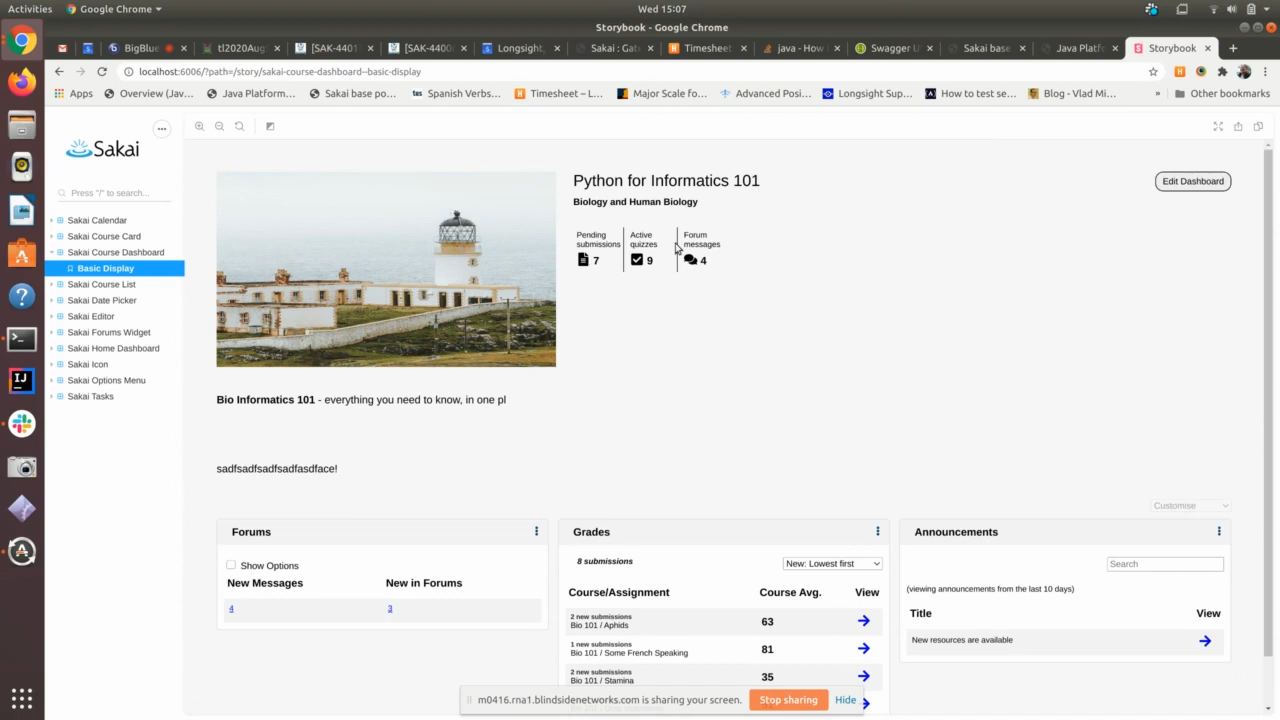 Activities
Google Chrome
Wed 15:07
Storybook - Google Chrome
BigBlue
tl2020Aug
[SAK-4401
[SAK-4400
Longsight,
Sakai : Gat
Timesheet
java - How
Swagger U
Sakai base
Java Platf
Storybook
localhost:6006/?path=/story/sakai-course-dashboard--basic-display
Apps
Overview (Jav...
Java Platform...
Sakai base po...
Spanish Verbs...
Timesheet – L...
Major Scale fo...
Advanced Posi...
Longsight Sup...
How to test se...
Blog - Vlad Mi...
»
Other bookmarks
Sakai
Press "/" to search...
Sakai Calendar
Sakai Course Card
Sakai Course Dashboard
Basic Display
Sakai Course List
Sakai Date Picker
Sakai Editor
Sakai Forums Widget
Sakai Home Dashboard
Sakai Icon
Sakai Options Menu
Sakai Tasks
Python for Informatics 101
Edit Dashboard
Biology and Human Biology
Pending submissions
7
Active quizzes
9
Forum messages
4
Bio Informatics 101 - everything you need to know, in one pl
sadfsadfsadfsadfasdface!
Customise
Forums
Show Options
New Messages
New in Forums
4
3
Grades
8 submissions
New: Lowest first
Course/Assignment
Course Avg.
View
2 new submissions
Bio 101 / Aphids
63
1 new submissions
Bio 101 / Some French Speaking
81
2 new submissions
Bio 101 / Stamina
35
Announcements
Search
(viewing announcements from the last 10 days)
Title
View
New resources are available
m0416.rna1.blindsidenetworks.com is sharing your screen.
Stop sharing
Hide